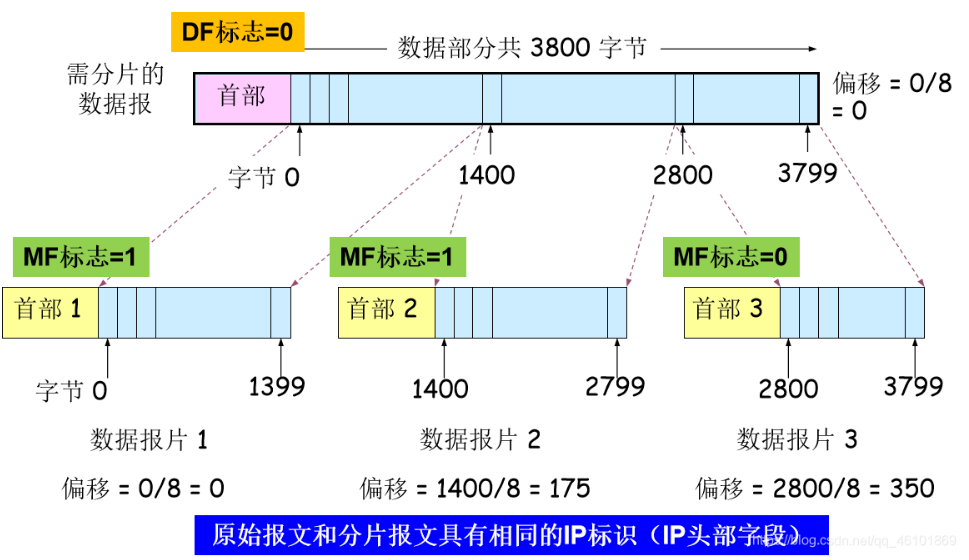 DF标志=0
数据部分共 3800 字节
需分片的
数据报
首部
偏移 = 0/8
= 0
字节 0
1400
2800
3799
MF标志=1
MF标志=1
MF标志=0
首部 1
首部 2
首部 3
字节 0
1399
1400
2799
2800
3799
数据报片 1
数据报片 2
数据报片 3
偏移 = 0/8 = 0
偏移 = 1400/8 = 175
偏移 = 2800/8 = 350
原始报文和分片报文具有相同的IP标识（IP头部字段）
https://blog.csdn.net/qq_46101869